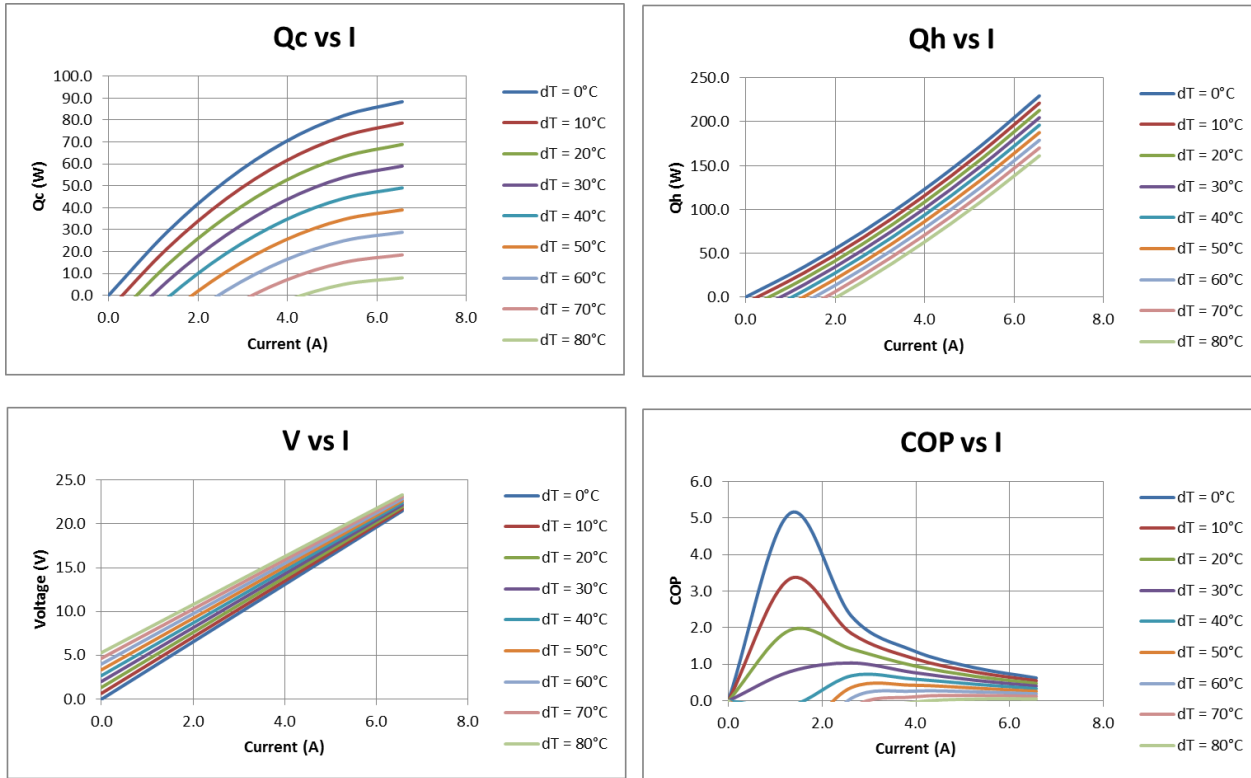 Qc vs I
100.0
90.0
80.0
70.0
60.0
50.0
40.0
30.0
20.0
10.0
0.0
Qc (W)
0.0 2.0 4.0 6.0 8.0
Current (A)
dT = 0°C
dT = 10°C
dT = 20°C
dT = 30°C
dT = 40°C
dT = 50°C
dT = 60°C
dT = 70°C
dT = 80°C
Qh vs I
250.0
200.0
150.0
100.0
50.0
0.0
Qh (W)
0.0 2.0 4.0 6.0 8.0
Current (A)
dT = 0°C
dT = 10°C
dT = 20°C
dT = 30°C
dT = 40°C
dT = 50°C
dT = 60°C
dT = 70°C
dT = 80°C
V vs I
25.0
20.0
15.0
10.0
5.0
0.0
Voltage (V)
0.0 2.0 4.0 6.0 8.0
Current (A)
dT = 0°C
dT = 10°C
dT = 20°C
dT = 30°C
dT = 40°C
dT = 50°C
dT = 60°C
dT = 70°C
dT = 80°C
COP vs I
6.0
5.0
4.0
3.0
2.0
1.0
0.0
COP
0.0 2.0 4.0 6.0 8.0
Current (A)
dT = 0°C
dT = 10°C
dT = 20°C
dT = 30°C
dT = 40°C
dT = 50°C
dT = 60°C
dT = 70°C
dT = 80°C